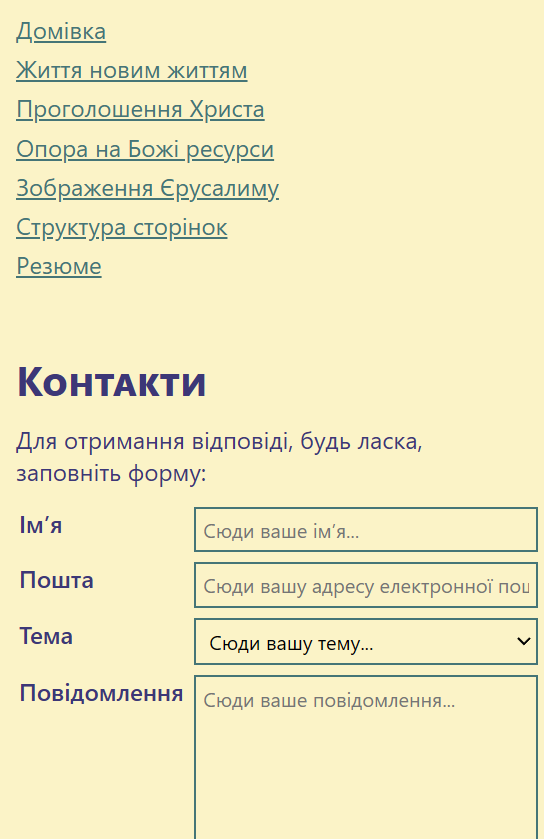 Домівка
Життя новим життям
Проголошення Христа
Опора на Божі ресурси
Зображення Єрусалиму
Структура сторінок
Резюме
Контакти
Для отримання відповіді, будь ласка,
заповніть форму:
Ім’я
Сюди ваше ім’я...
Пошта
Сюди вашу адресу електронної пош
Тема
Сюди вашу тему...
Повідомлення
Сюди ваше повідомлення...